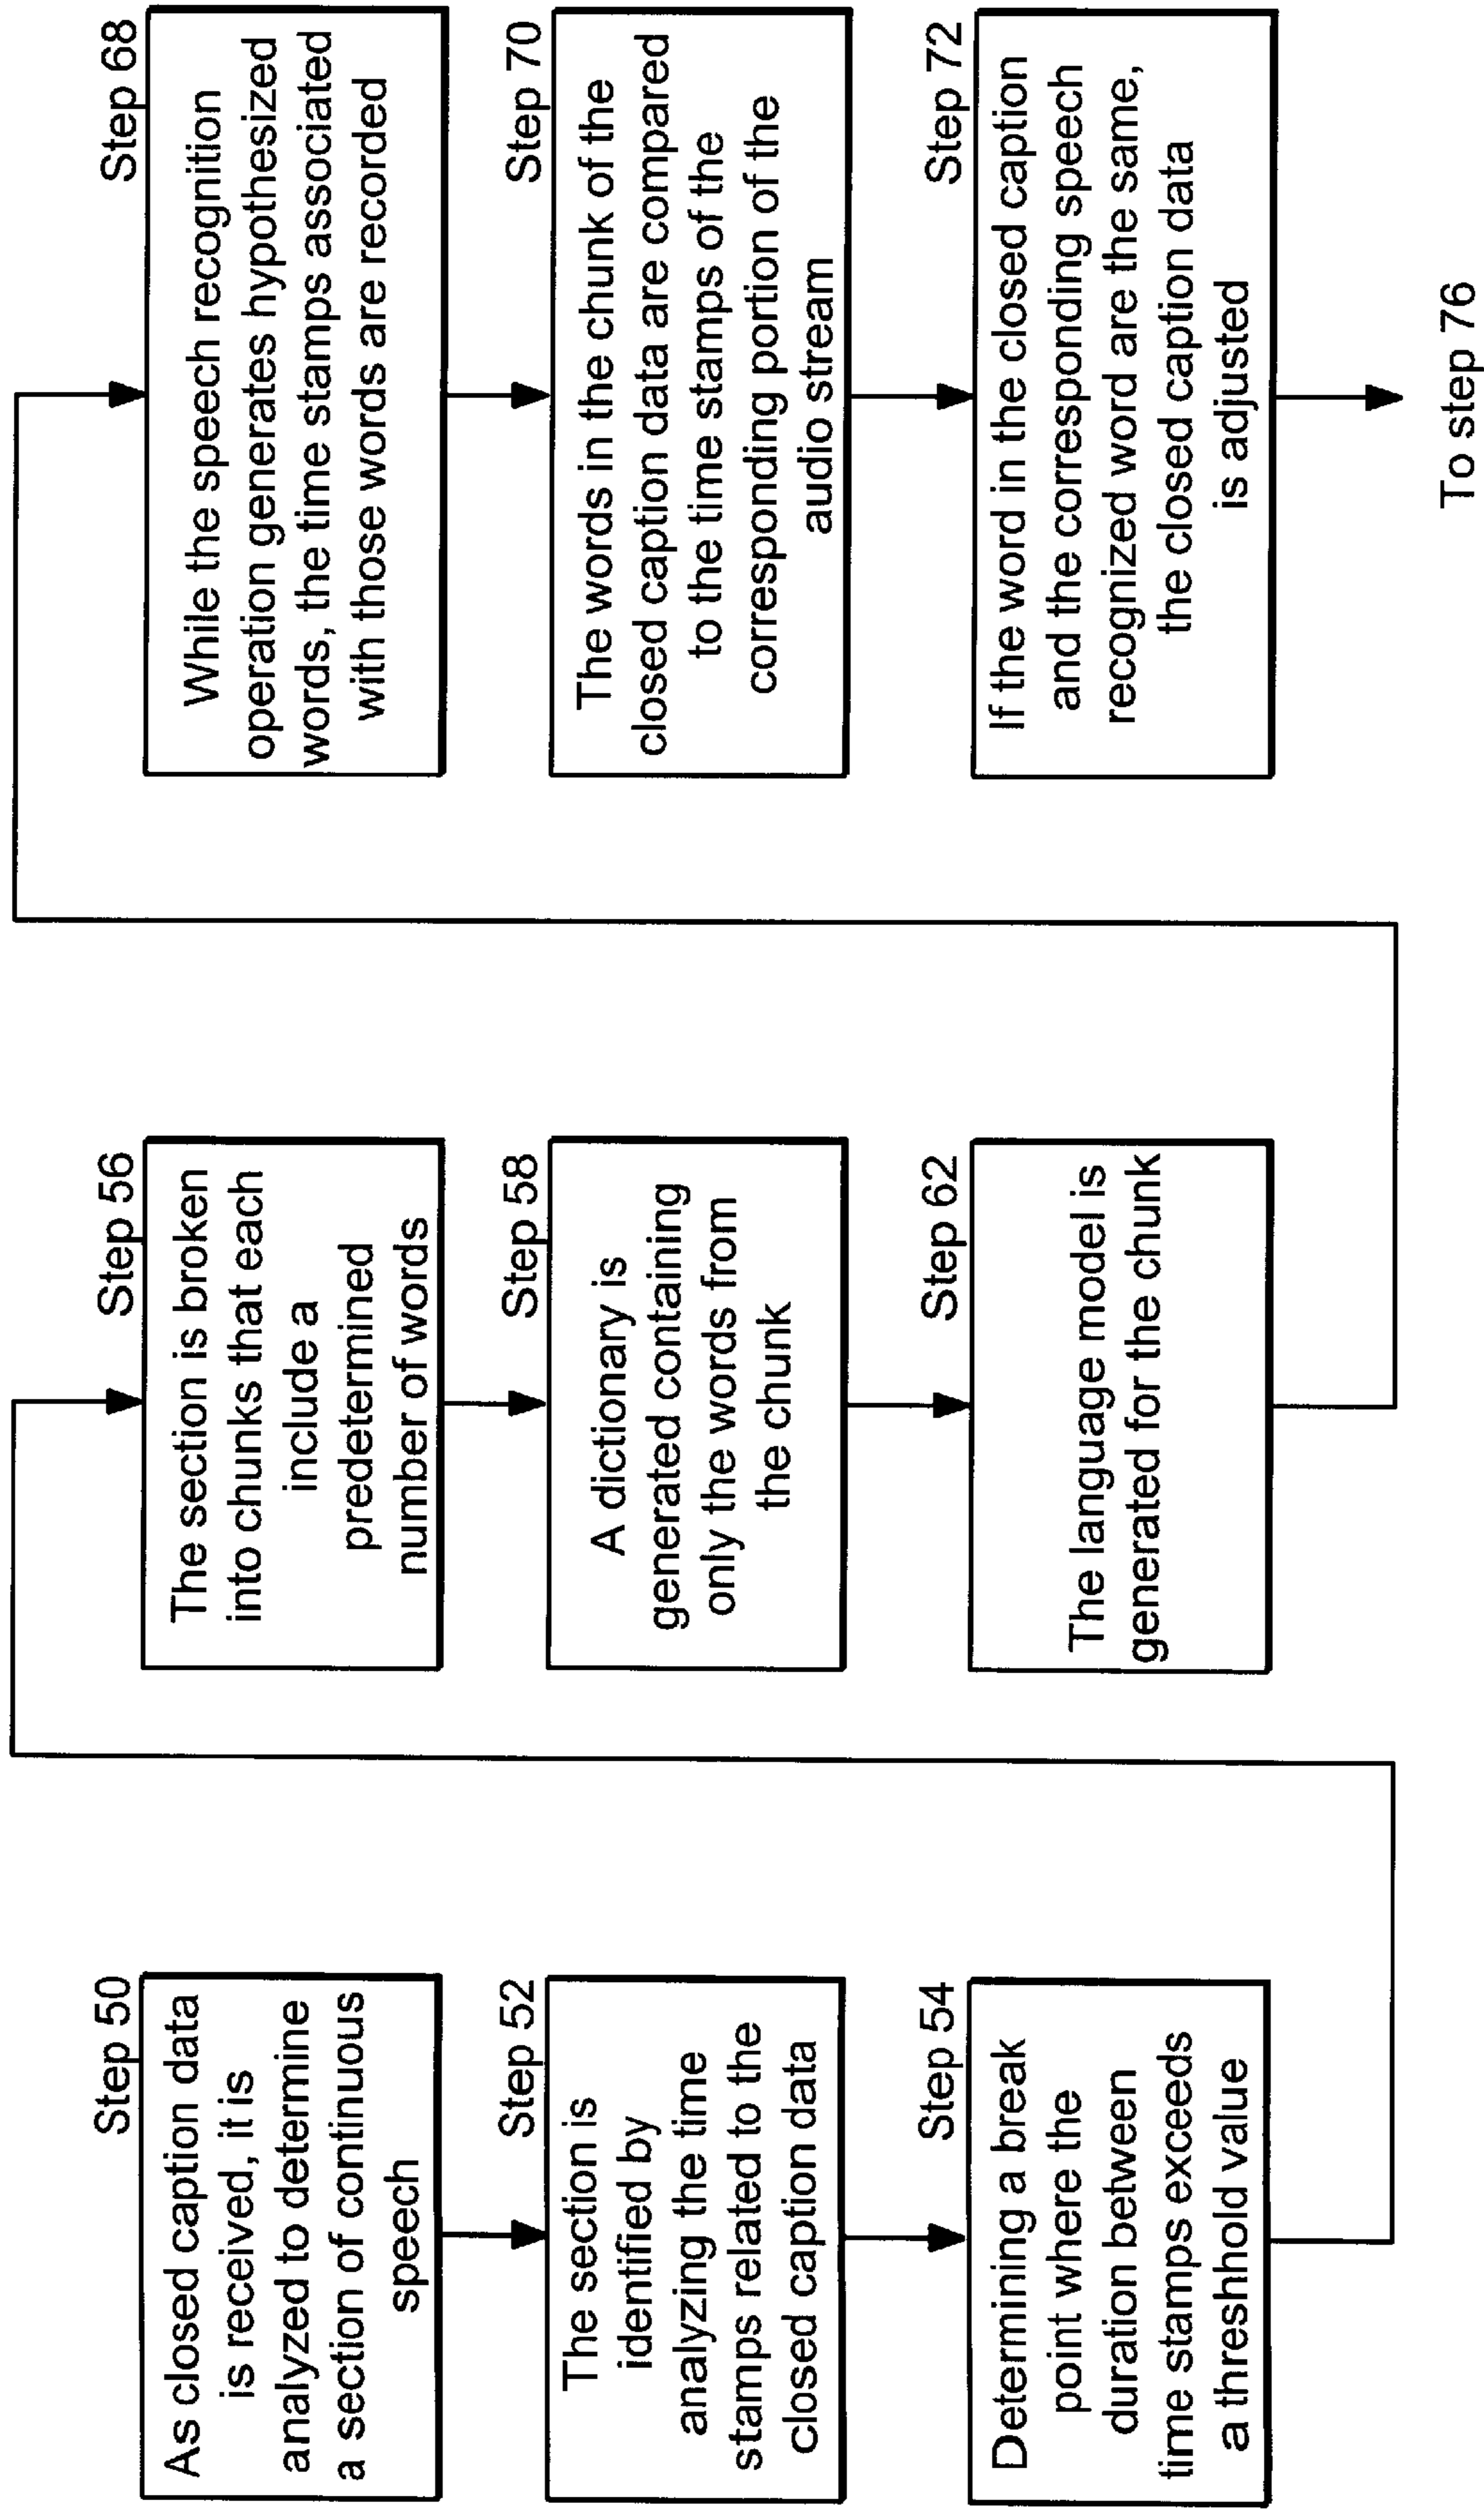 Step 50
As closed caption data
is received, it is
analyzed to determine
a section of continuous
speech
Step 52
The section is
identified by
analyzing the time
stamps related to the
closed caption data
Step 54
Determining a break
point where the
duration between
time stamps exceeds
a threshhold value
Step 56
The section is broken
into chunks that each
include a
predetermined
number of words
Step 58
A dictionary is
generated containing
only the words from
the chunk
Step 62
The language model is
generated for the chunk
Step 68
While the speech recognition
operation generates hypothesized
words, the time stamps associated
with those words are recorded
Step 70
The words in the chunk of the
closed caption data are compared
to the time stamps of the
corresponding portion of the
audio stream
Step 72
If the word in the closed caption
and the corresponding speech
recognized word are the same,
the closed caption data
is adjusted
To step 76